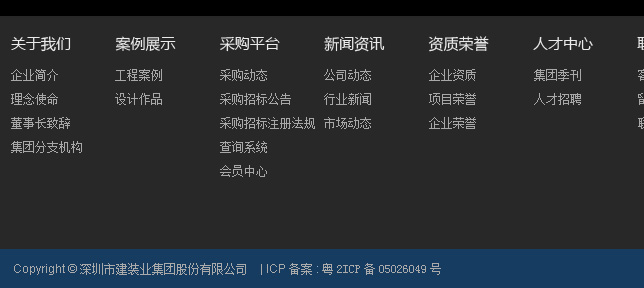 关于我们 案例展示 采购平台 新闻资讯 资质荣誉 人才中心
企业简介 工程案例 采购动态 公司动态 企业资质 集团季刊
理念使命 设计作品 采购招标公告 行业新闻 项目荣誉 人才招聘
董事长致辞 采购招标注册法规 市场动态 企业荣誉
集团分支机构 查询系统
会员中心
Copyright © 深圳市建装业集团股份有限公司 | ICP 备案 : 粤 2ICP 备 05026049 号